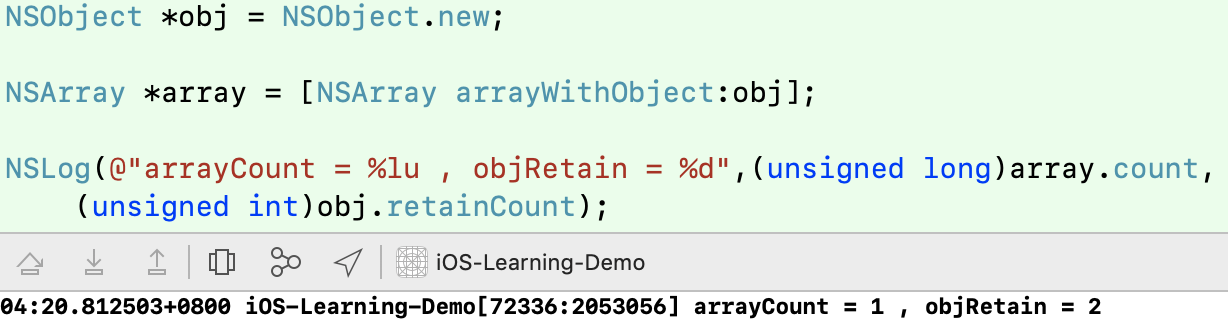 NSObject *obj = NSObject.new;
NSArray *array = [NSArray arrayWithObject:obj];
NSLog(@"arrayCount = %lu , objRetain = %d",(unsigned long)array.count,
(unsigned int)obj.retainCount);
iOS-Learning-Demo
04:20.812503+0800 iOS-Learning-Demo[72336:2053056] arrayCount = 1 , objRetain = 2